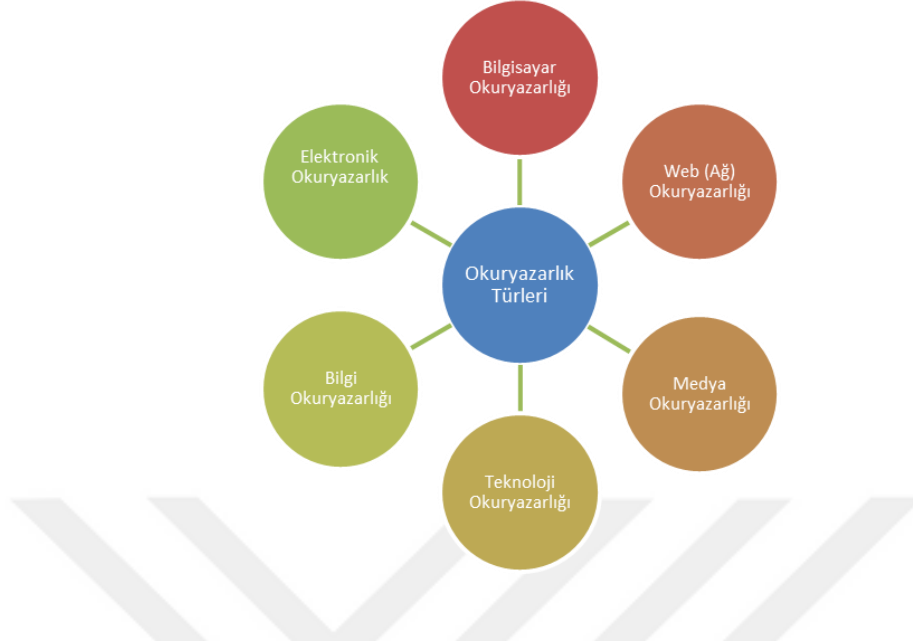 Bilgisayar
Okuryazarlığı
Elektronik
Okuryazarlık
Web (Ağ)
Okuryazarlığı
Okuryazarlık
Türleri
Bilgi
Okuryazarlığı
Medya
Okuryazarlığı
Teknoloji
Okuryazarlığı